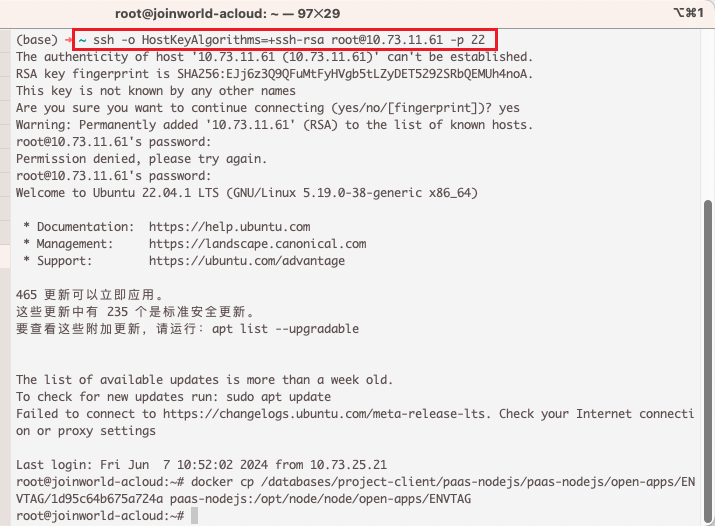 root@joinworld-acloud: ~ — 97×29
⌥⌘1
(base) ➜ ~ ssh -o HostKeyAlgorithms=+ssh-rsa root@10.73.11.61 -p 22
The authenticity of host '10.73.11.61 (10.73.11.61)' can't be established.
RSA key fingerprint is SHA256:EJj6z3Q9QFuMtFyHVgb5tLZyDET529ZSRbQEMUh4noA.
This key is not known by any other names
Are you sure you want to continue connecting (yes/no/[fingerprint])? yes
Warning: Permanently added '10.73.11.61' (RSA) to the list of known hosts.
root@10.73.11.61's password:
Permission denied, please try again.
root@10.73.11.61's password:
Welcome to Ubuntu 22.04.1 LTS (GNU/Linux 5.19.0-38-generic x86_64)
* Documentation:  https://help.ubuntu.com
* Management:     https://landscape.canonical.com
* Support:        https://ubuntu.com/advantage
465 更新可以立即应用。
这些更新中有 235 个是标准安全更新。
要查看这些附加更新，请运行：apt list --upgradable
The list of available updates is more than a week old.
To check for new updates run: sudo apt update
Failed to connect to https://changelogs.ubuntu.com/meta-release-lts. Check your Internet connecti
on or proxy settings
Last login: Fri Jun  7 10:52:02 2024 from 10.73.25.21
root@joinworld-acloud:~# docker cp /databases/project-client/paas-nodejs/paas-nodejs/open-apps/EN
VTAG/1d95c64b675a724a paas-nodejs:/opt/node/node/open-apps/ENVTAG
root@joinworld-acloud:~#